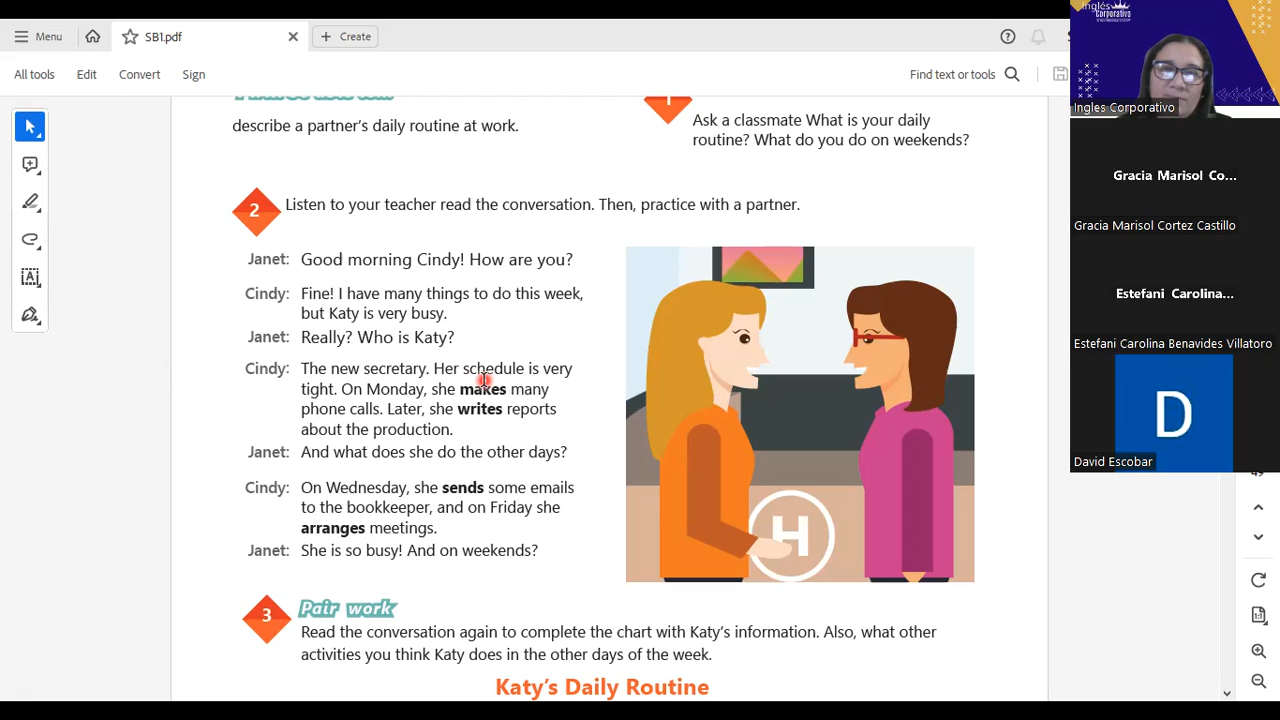 Menu
SB1.pdf
Create
All tools
Edit
Convert
Sign
Find text or tools
describe a partner's daily routine at work.
1
Ask a classmate What is your daily
routine? What do you do on weekends?
2
Listen to your teacher read the conversation. Then, practice with a partner.
Janet: Good morning Cindy! How are you?
Cindy: Fine! I have many things to do this week,
but Katy is very busy.
Janet: Really? Who is Katy?
Cindy: The new secretary. Her schedule is very
tight. On Monday, she makes many
phone calls. Later, she writes reports
about the production.
Janet: And what does she do the other days?
Cindy: On Wednesday, she sends some emails
to the bookkeeper, and on Friday she
arranges meetings.
Janet: She is so busy! And on weekends?
H
3
Pair work
Read the conversation again to complete the chart with Katy's information. Also, what other
activities you think Katy does in the other days of the week.
Katy's Daily Routine
Inglés
corporativo
Ingles Corporativo
Gracia Marisol Co...
Gracia Marisol Cortez Castillo
Estefani Carolina...
Estefani Carolina Benavides Villatoro
D
David Escobar